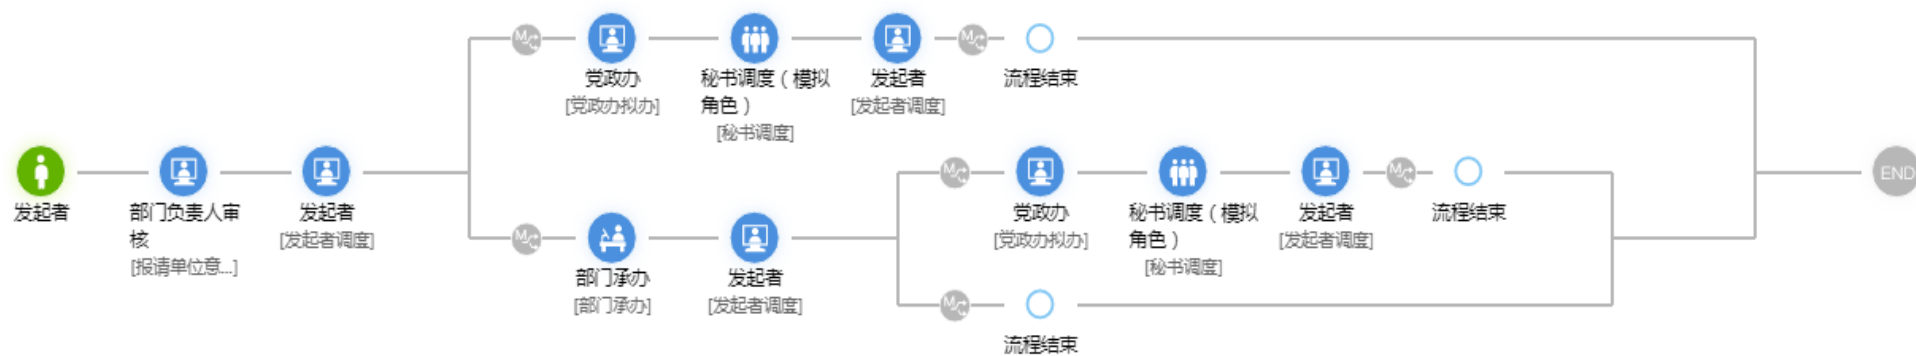 发起者
部门负责人审
核
[报请单位意...]
发起者
[发起者调度]
M
党政办
[党政办拟办]
秘书调度（模拟
角色）
[秘书调度]
发起者
[发起者调度]
M
流程结束
M
部门承办
[部门承办]
发起者
[发起者调度]
M
党政办
[党政办拟办]
秘书调度（模拟
角色）
[秘书调度]
发起者
[发起者调度]
M
流程结束
M
流程结束
END